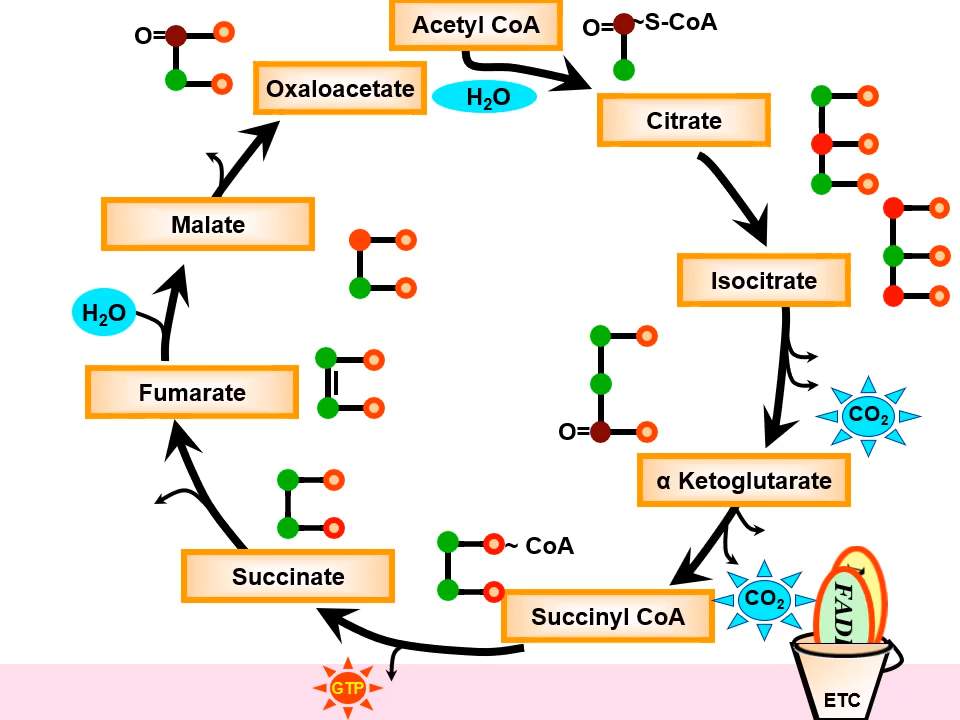 Acetyl CoA
O=
~S-CoA
O=
Oxaloacetate
H₂O
Citrate
Malate
Isocitrate
H₂O
Fumarate
CO₂
O=
α Ketoglutarate
Succinate
~ CoA
CO₂
Succinyl CoA
GTP
ETC